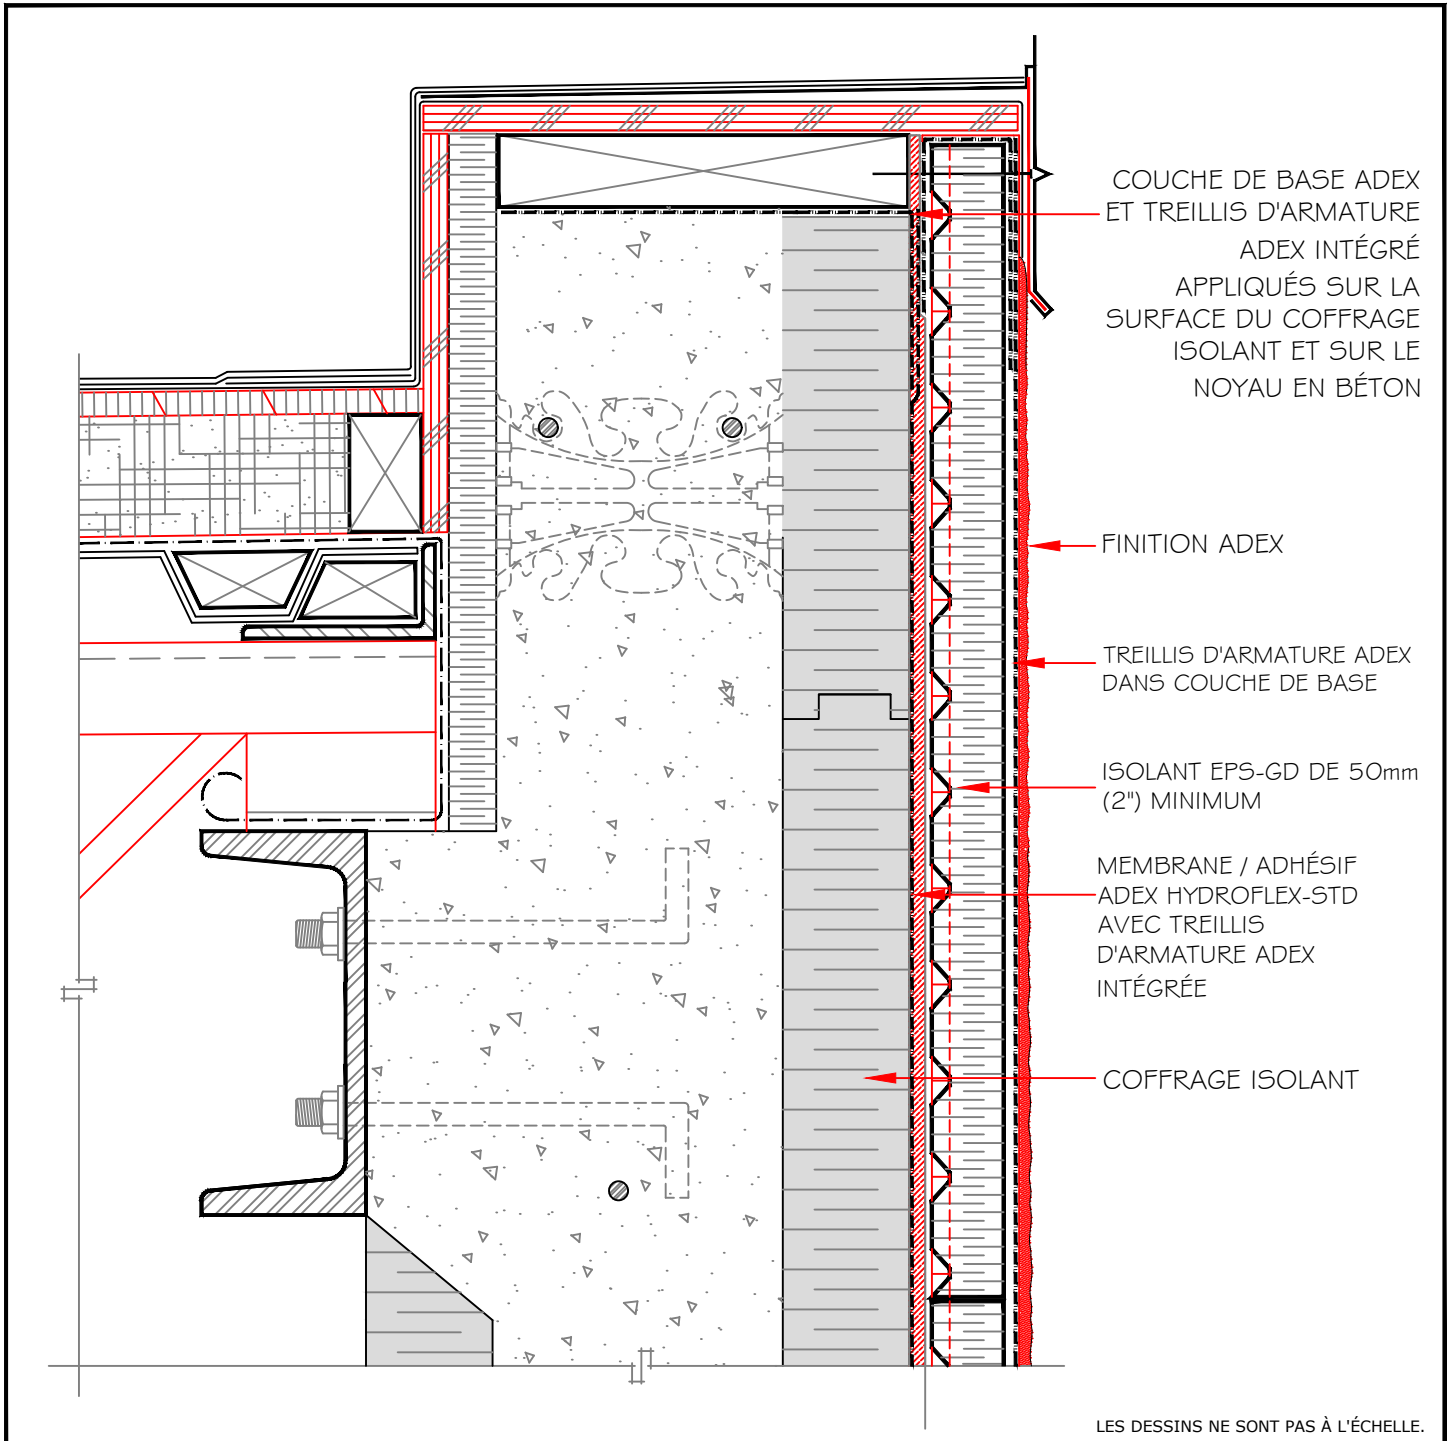 COUCHE DE BASE ADEX
ET TREILLIS D'ARMATURE
ADEX INTÉGRÉ
APPLIQUÉS SUR LA
SURFACE DU COFFRAGE
ISOLANT ET SUR LE
NOYAU EN BÉTON
FINITION ADEX
TREILLIS D'ARMATURE ADEX
DANS COUCHE DE BASE
ISOLANT EPS-GD DE 50mm
(2") MINIMUM
MEMBRANE / ADHÉSIF
ADEX HYDROFLEX-STD
AVEC TREILLIS
D'ARMATURE ADEX
INTÉGRÉE
COFFRAGE ISOLANT
LES DESSINS NE SONT PAS À L'ÉCHELLE.